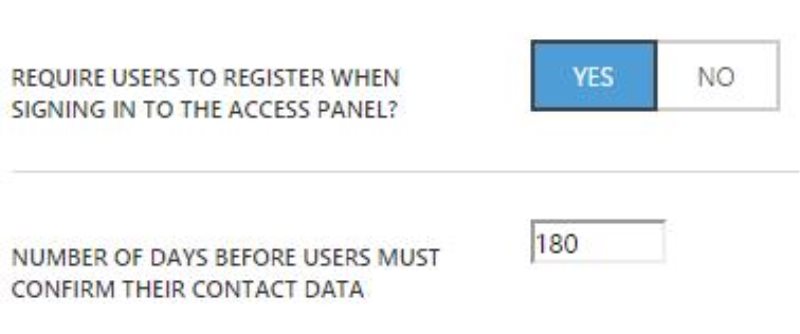 REQUIRE USERS TO REGISTER WHEN
SIGNING IN TO THE ACCESS PANEL?
YES NO
NUMBER OF DAYS BEFORE USERS MUST
CONFIRM THEIR CONTACT DATA
180